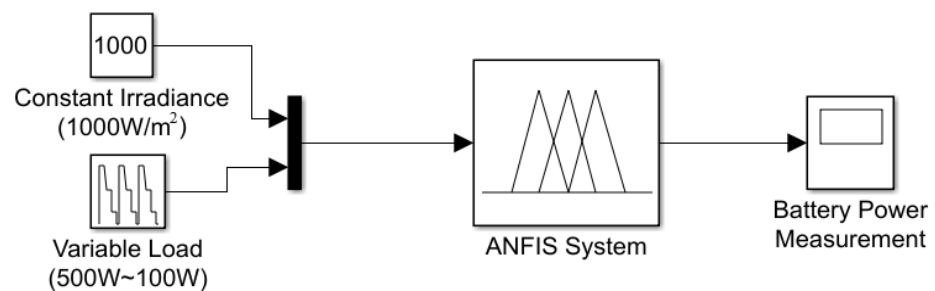 1000
Constant Irradiance
(1000W/m²)
Variable Load
(500W~100W)
ANFIS System
Battery Power
Measurement